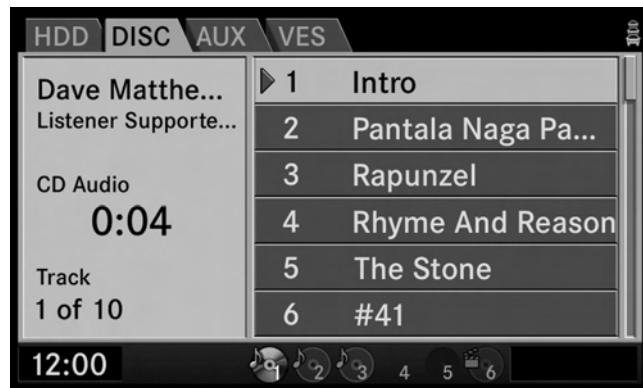 HDD DISC AUX VES
Dave Matthe...
Listener Supporte...
CD Audio
0:04
Track
1 of 10
1 Intro
2 Pantala Naga Pa...
3 Rapunzel
4 Rhyme And Reason
5 The Stone
6 #41
12:00 1 2 3 4 5 6